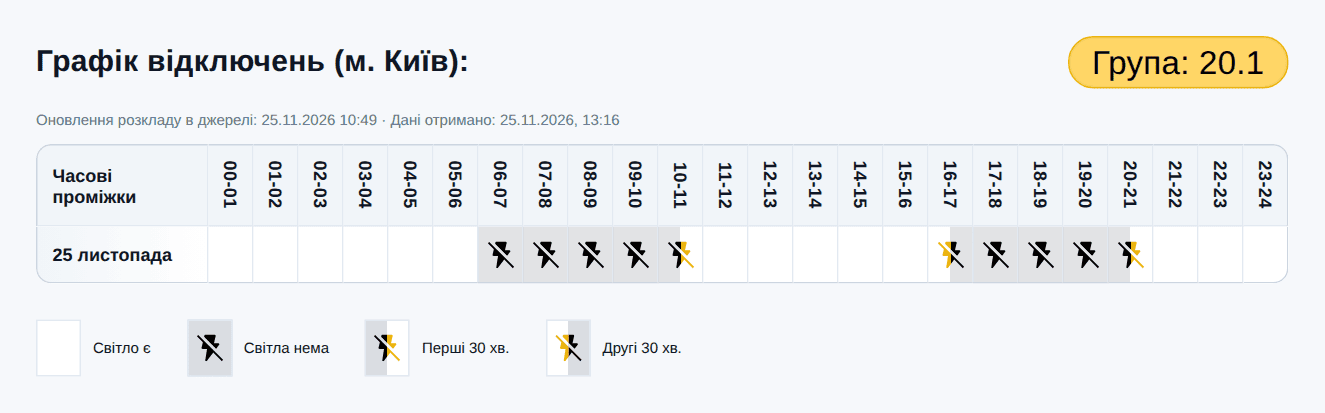 Графік відключень (м. Київ):
Група: 20.1
Оновлення розкладу в джерелі: 25.11.2026 10:49 · Дані отримано: 25.11.2026, 13:16
Часові
проміжки
00-01
01-02
02-03
03-04
04-05
05-06
06-07
07-08
08-09
09-10
10-11
11-12
12-13
13-14
14-15
15-16
16-17
17-18
18-19
19-20
20-21
21-22
22-23
23-24
25 листопада
Світло є
Світла нема
Перші 30 хв.
Другі 30 хв.